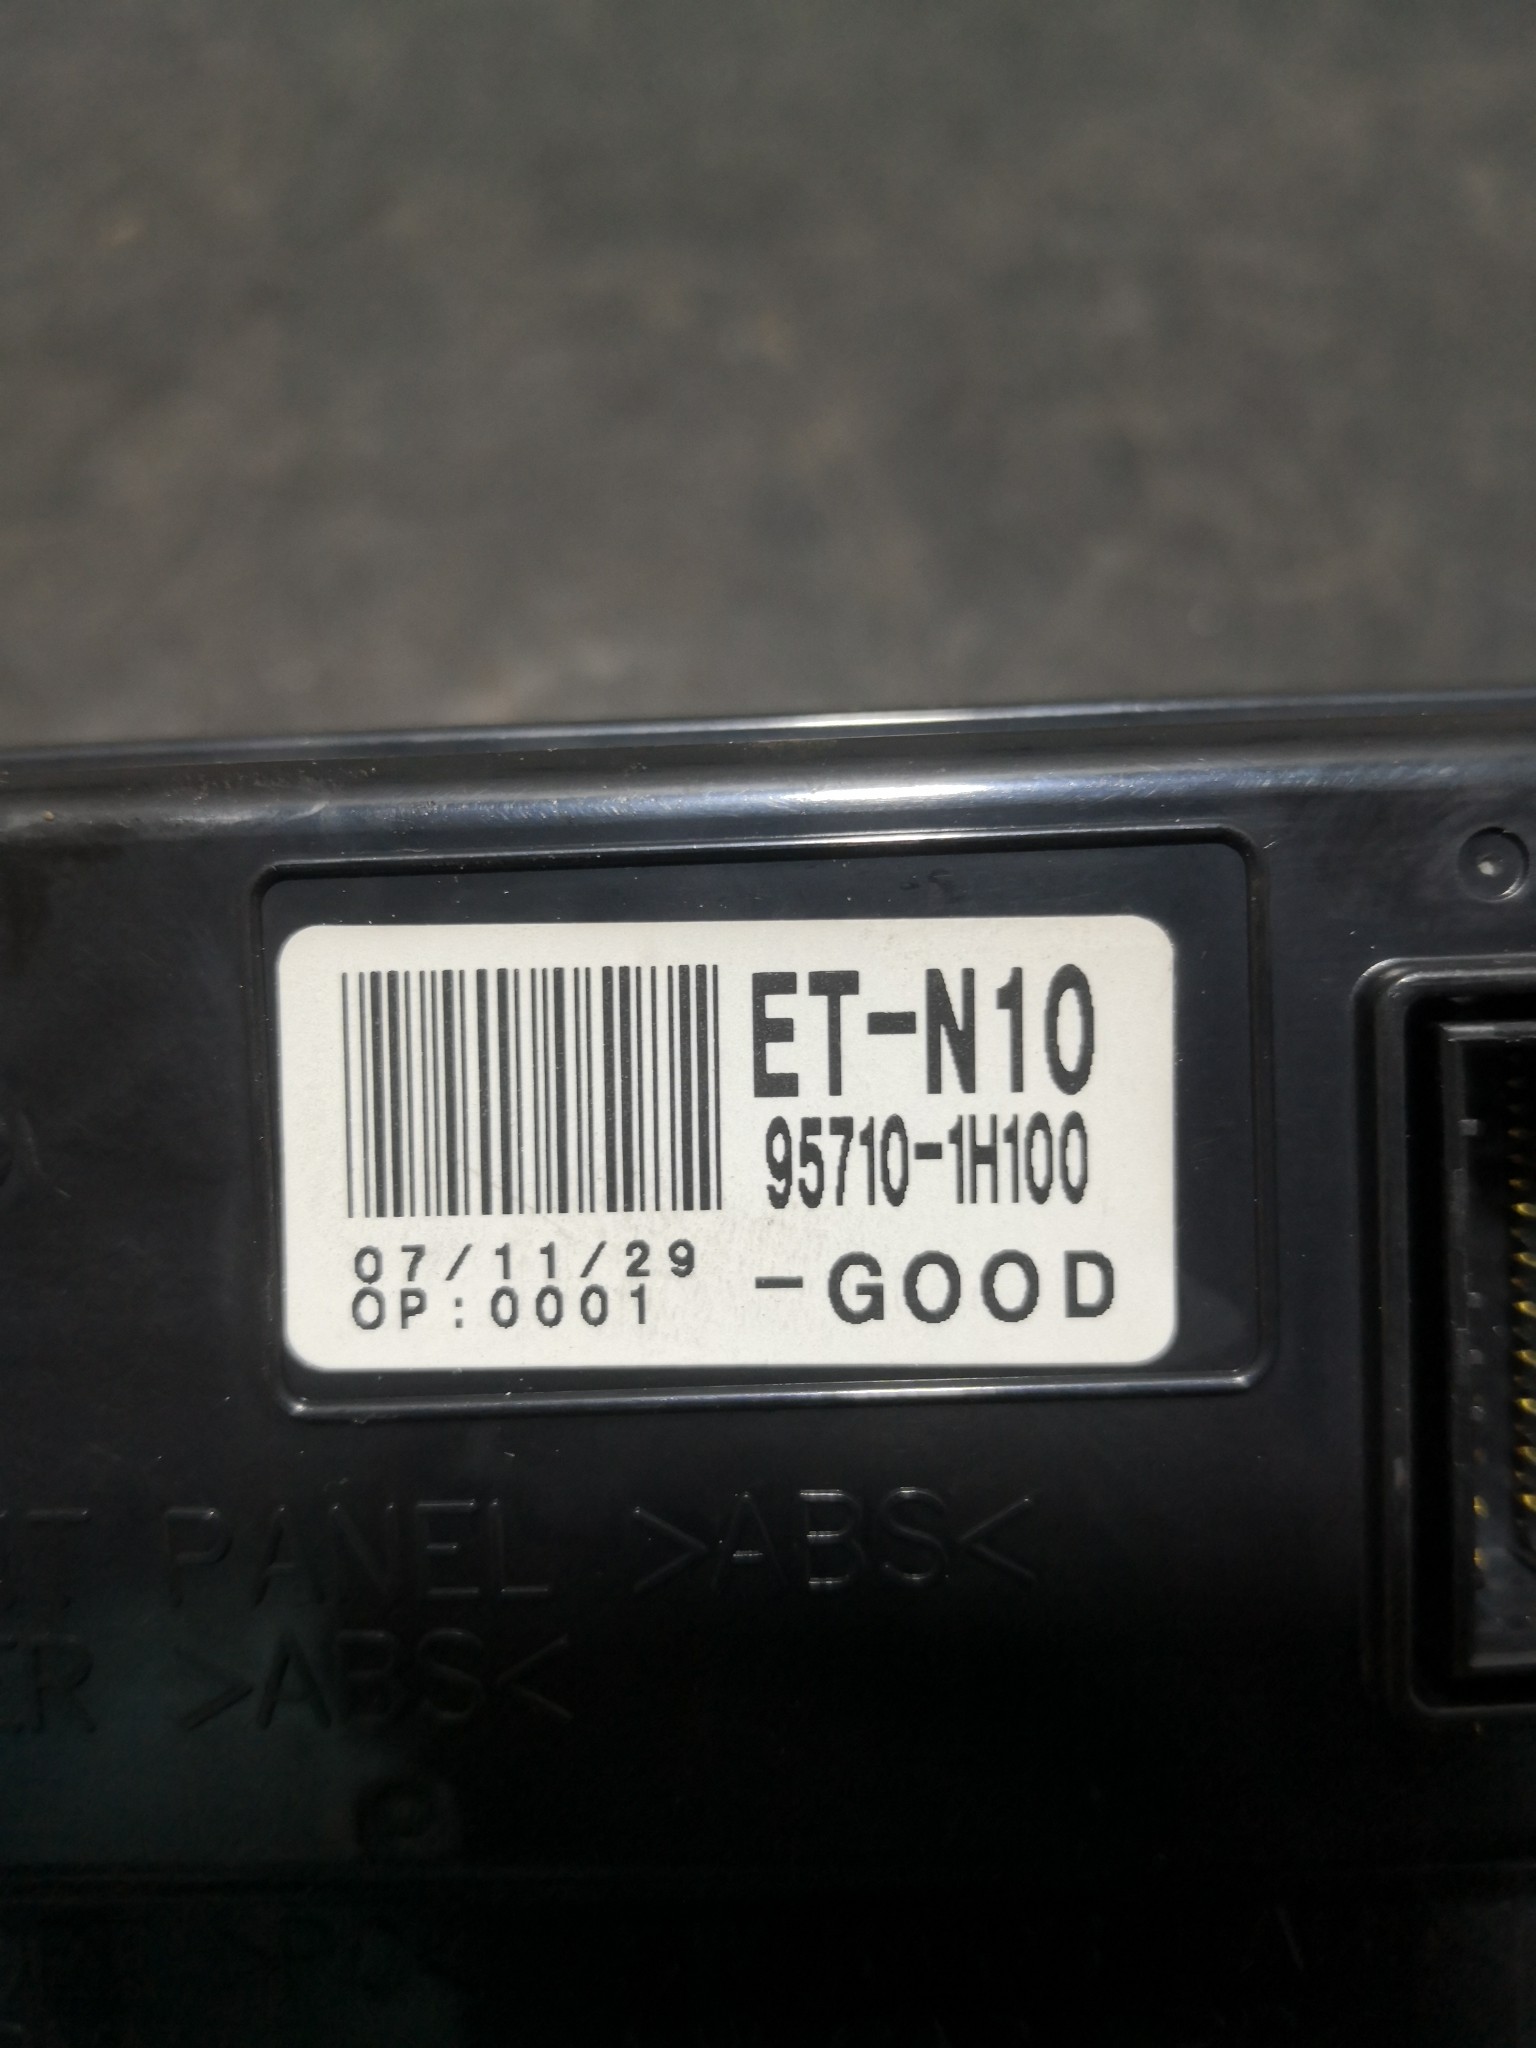 ET-N10
95710-1H100
07/11/29
OP:0001
-GOOD
PANEL >ABS<
>ABS<